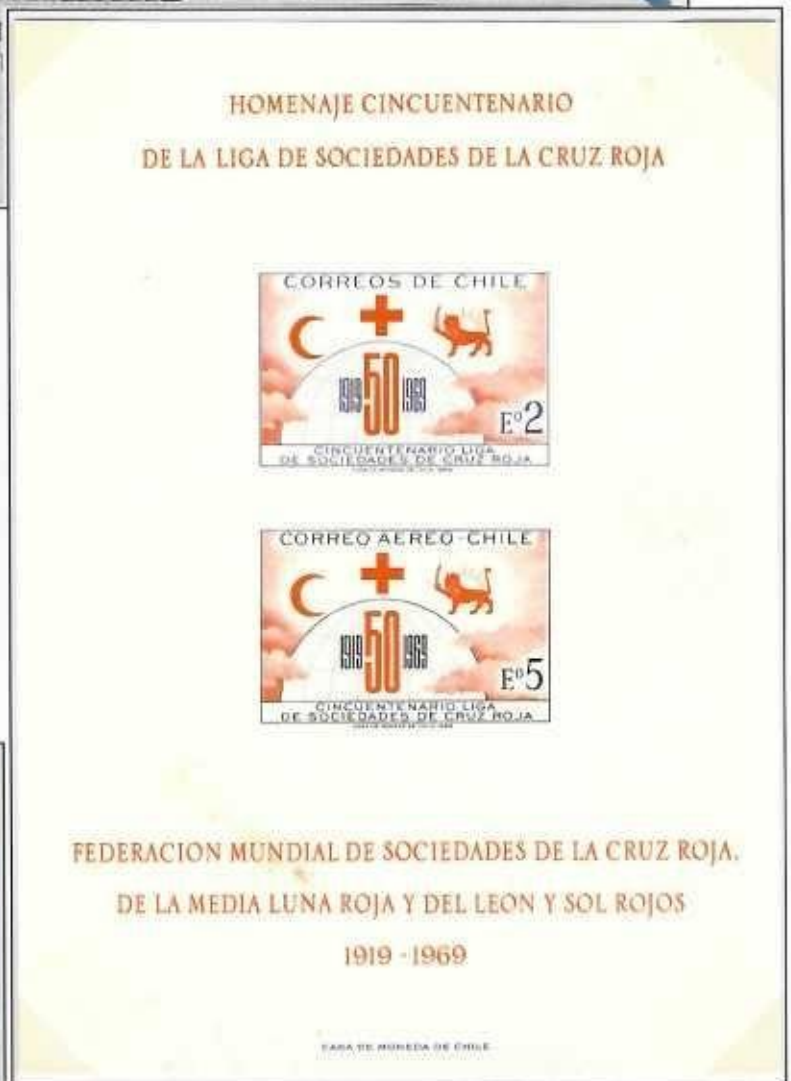 HOMENAJE CINCUENTENARIO
DE LA LIGA DE SOCIEDADES DE LA CRUZ ROJA
CORREOS DE CHILE
1919 50 1969
Eº2
CINCUENTENARIO LIGA
DE SOCIEDADES DE CRUZ ROJA
CORREO AEREO-CHILE
1919 50 1969
Eº5
CINCUENTENARIO LIGA
DE SOCIEDADES DE CRUZ ROJA
FEDERACION MUNDIAL DE SOCIEDADES DE LA CRUZ ROJA,
DE LA MEDIA LUNA ROJA Y DEL LEON Y SOL ROJOS
1919-1969
CASA DE MONEDA DE CHILE